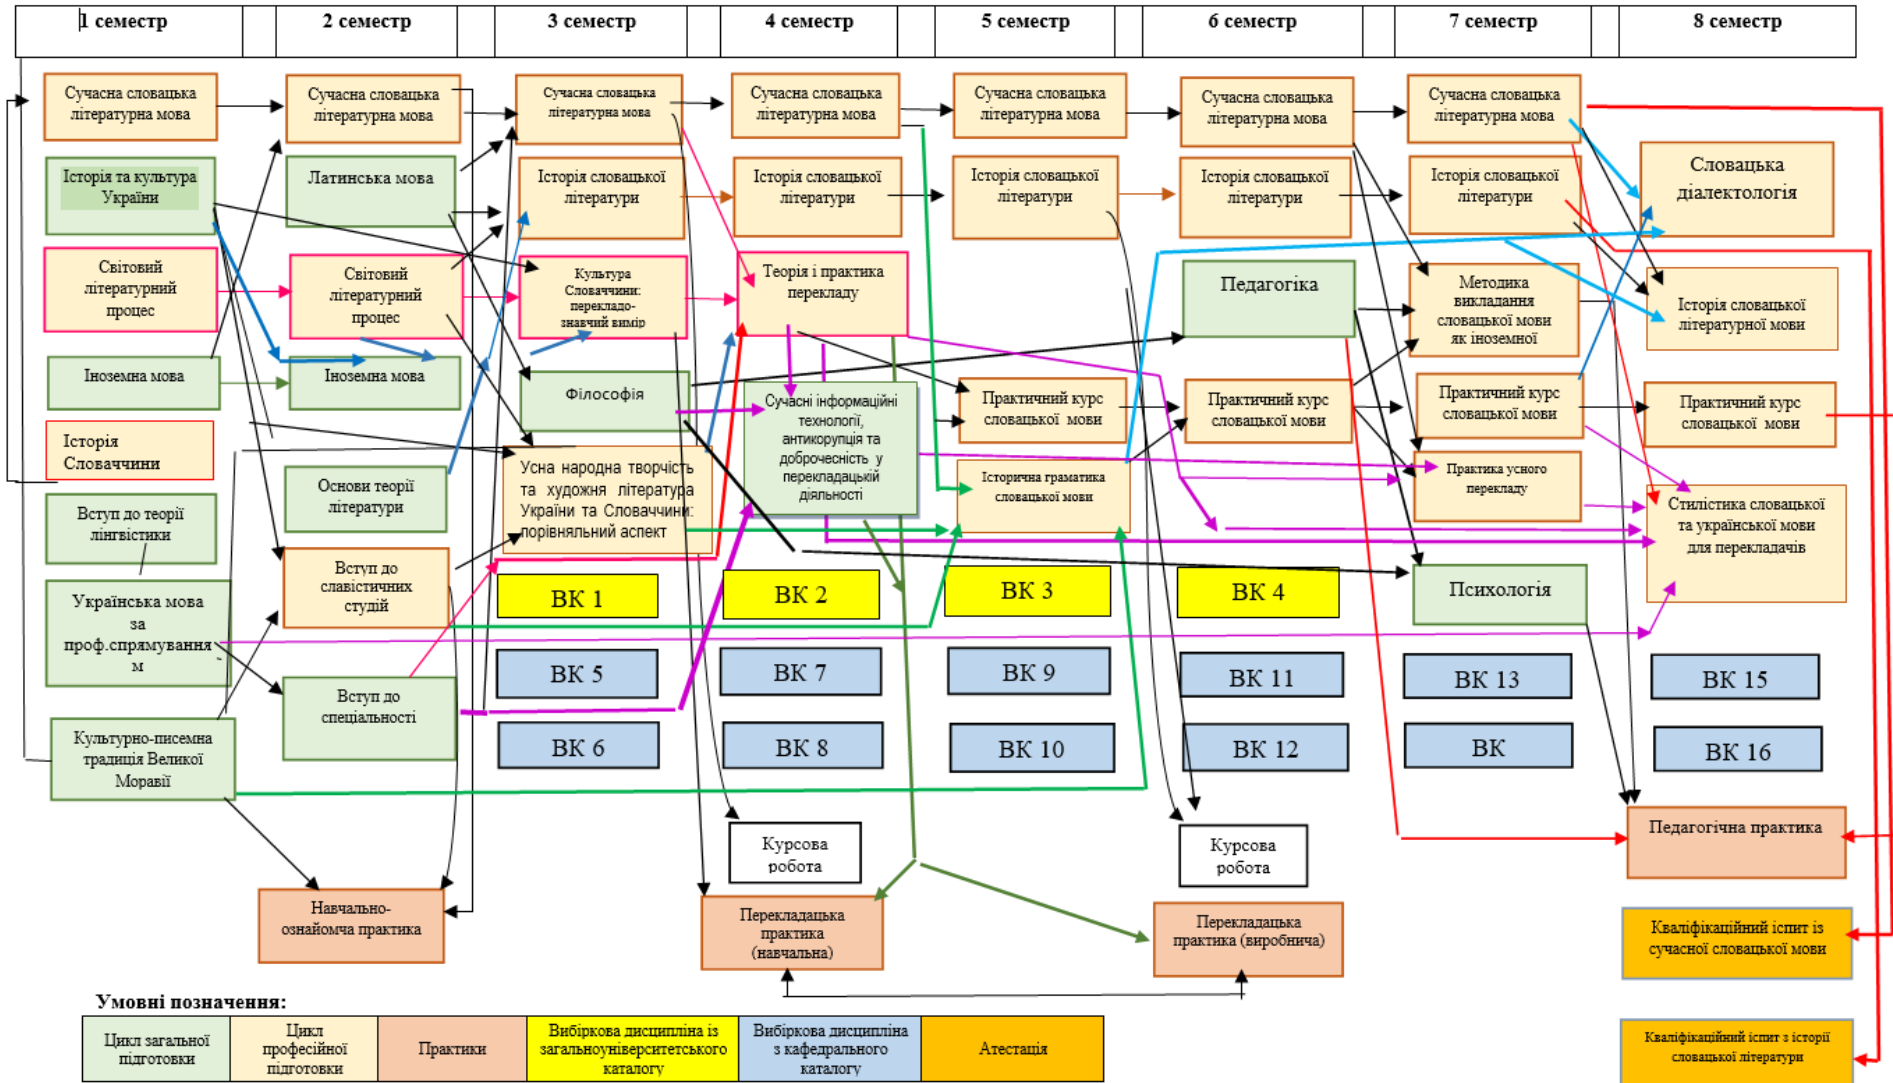 1 семестр
2 семестр
3 семестр
4 семестр
5 семестр
6 семестр
7 семестр
8 семестр
Сучасна словацька
літературна мова
Історія та культура
України
Світовий
літературний
процес
Іноземна мова
Історія
Словаччини
Вступ до теорії
лінгвістики
Українська мова
за
проф.спрямування
м
Культурно-писемна
традиція Великої
Моравії
Сучасна словацька
літературна мова
Латинська мова
Світовий
літературний
процес
Іноземна мова
Основи теорії
літератури
Вступ до
славістичних
студій
Вступ до
спеціальності
Навчально-
ознайомча практика
Сучасна словацька
літературна мова
Історія словацької
літератури
Культура
Словаччини:
перекладо-
знавчий вимір
Філософія
Усна народна творчість
та художня література
України та Словаччини:
порівняльний аспект
ВК 1
ВК 5
ВК 6
Сучасна словацька
літературна мова
Історія словацької
літератури
Теорія і практика
перекладу
Сучасні інформаційні
технології,
антикорупція та
доброчесність у
перекладацькій
діяльності
ВК 2
ВК 7
ВК 8
Курсова
робота
Перекладацька
практика
(навчальна)
Сучасна словацька
літературна мова
Історія словацької
літератури
Практичний курс
словацької мови
Історична граматика
словацької мови
ВК 3
ВК 9
ВК 10
Сучасна словацька
літературна мова
Історія словацької
літератури
Педагогіка
Практичний курс
словацької мови
ВК 4
ВК 11
ВК 12
Курсова
робота
Перекладацька
практика (виробнича)
Сучасна словацька
літературна мова
Історія словацької
літератури
Методика
викладання
словацької мови
як іноземної
Практичний курс
словацької мови
Практика усного
перекладу
Психологія
ВК 13
ВК
Словацька
діалектологія
Історія словацької
літературної мови
Практичний курс
словацької мови
Стилістика словацької
та української мови
для перекладачів
ВК 15
ВК 16
Педагогічна практика
Кваліфікаційний іспит із
сучасної словацької мови
Кваліфікаційний іспит з історії
словацької літератури
Умовні позначення:
Цикл загальної
підготовки
Цикл
професійної
підготовки
Практики
Вибіркова дисципліна із
загальноуніверситетського
каталогу
Вибіркова дисципліна
з кафедрального
каталогу
Атестація